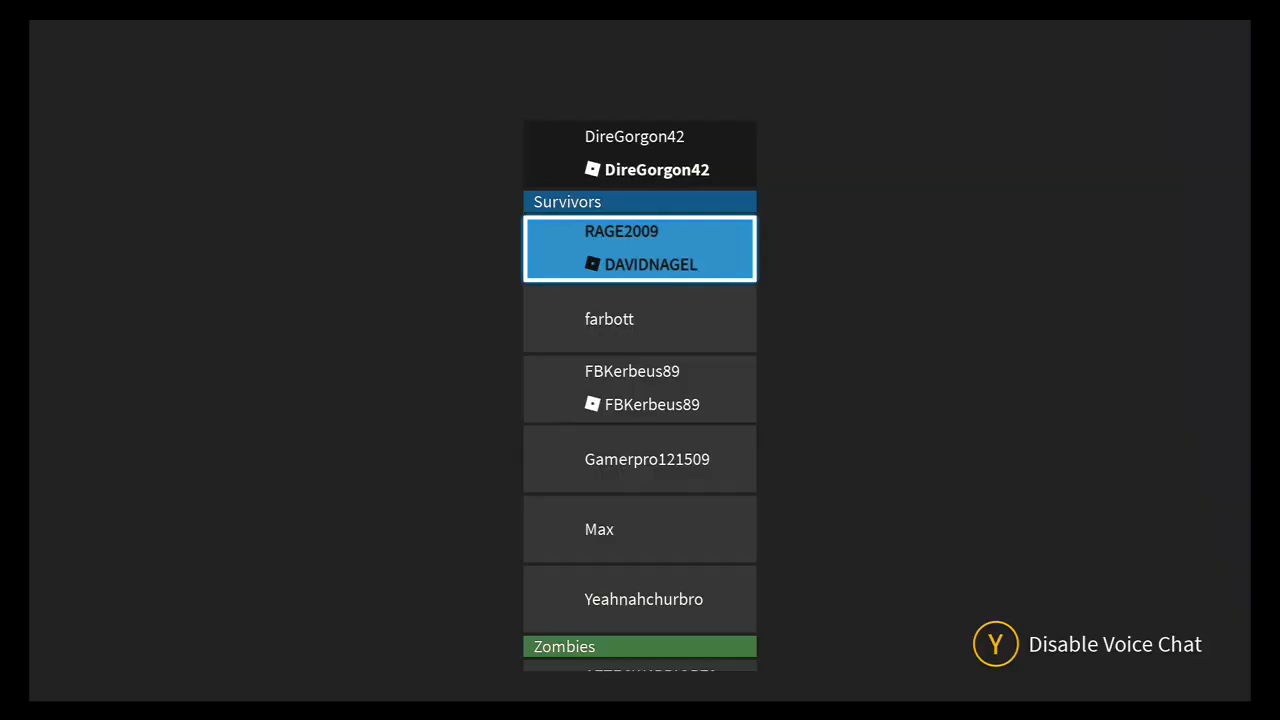 DireGorgon42
DireGorgon42
Survivors
RAGE2009
DAVIDNAGEL
farbott
FBKerbeus89
FBKerbeus89
Gamerpro121509
Max
Yeahnahchurbro
Zombies
Y Disable Voice Chat